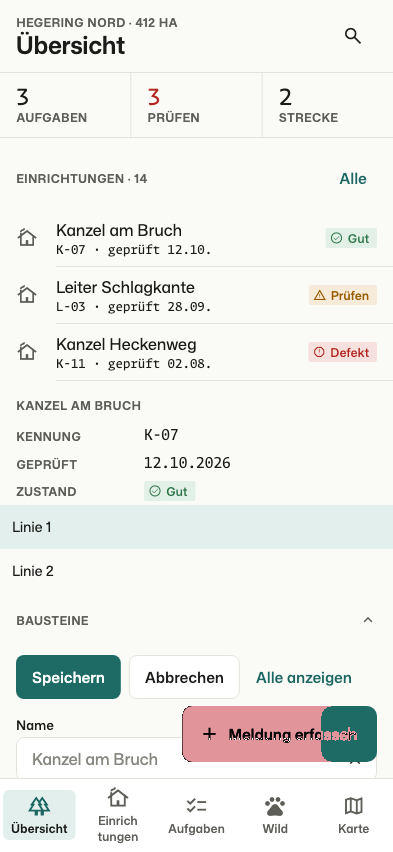 HEGERING NORD · 412 HA
Übersicht
3
AUFGABEN
3
PRÜFEN
2
STRECKE
EINRICHTUNGEN · 14
Alle
Kanzel am Bruch
K-07 · geprüft 12.10.
Gut
Leiter Schlagkante
L-03 · geprüft 28.09.
Prüfen
Kanzel Heckenweg
K-11 · geprüft 02.08.
Defekt
KANZEL AM BRUCH
KENNUNG K-07
GEPRÜFT 12.10.2026
ZUSTAND Gut
Linie 1
Linie 2
BAUSTEINE
Speichern
Abbrechen
Alle anzeigen
Name
Meldung
Kanzel am Bruch
Übersicht
Einrich
tungen
Aufgaben
Wild
Karte